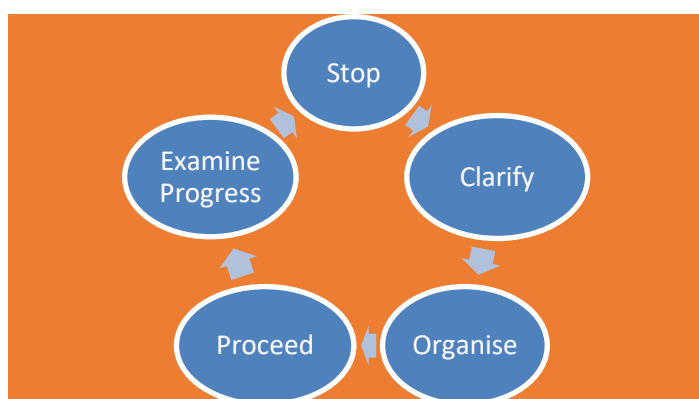 Stop
Clarify
Organise
Proceed
Examine
Progress